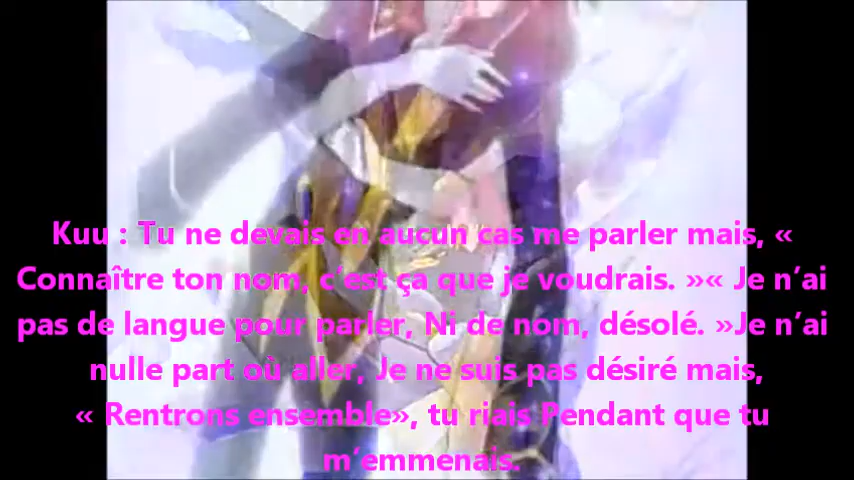 Kuu : Tu ne devais en aucun cas me parler mais, «
Connaître ton nom, c’est ça que je voudrais. »« Je n’ai
pas de langue pour parler, Ni de nom, désolé. »Je n’ai
nulle part où aller, Je ne suis pas désiré mais,
« Rentrons ensemble», tu riais Pendant que tu
m’emmenais.